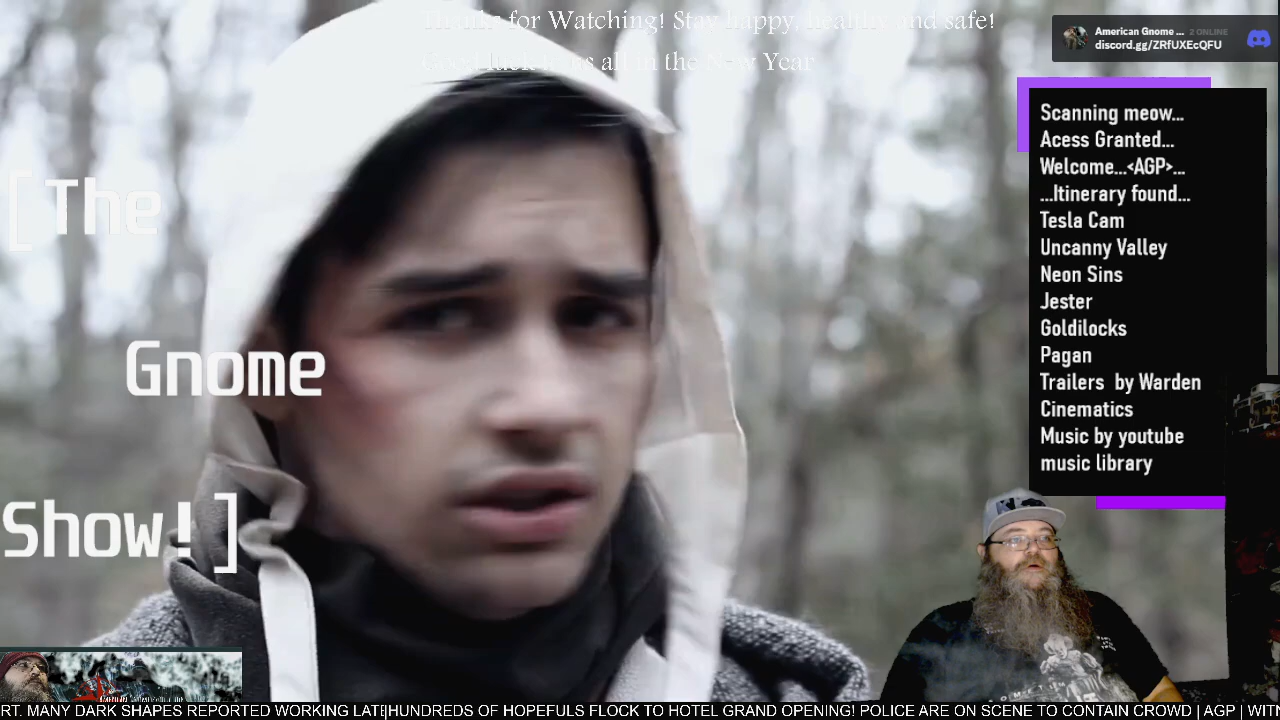 Thanks for Watching! Stay happy, healthy and safe!
Good luck to us all in the New Year
American Gnome ... 2 ONLINE
discord.gg/ZRfUXEcQFU
[ The
Gnome
Show! ]
Scanning meow...
Acess Granted...
Welcome...<AGP>...
...Itinerary found...
Tesla Cam
Uncanny Valley
Neon Sins
Jester
Goldilocks
Pagan
Trailers by Warden
Cinematics
Music by youtube
music library
RT. MANY DARK SHAPES REPORTED WORKING LATE|HUNDREDS OF HOPEFULS FLOCK TO HOTEL GRAND OPENING! POLICE ARE ON SCENE TO CONTAIN CROWD | AGP | WITH